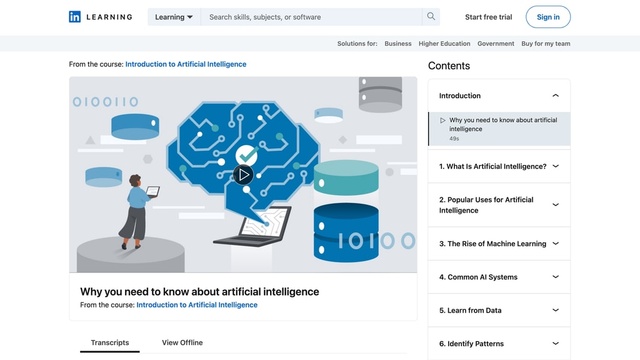 in LEARNING
Learning
Search skills, subjects, or software
Start free trial
Sign in
Solutions for:
Business
Higher Education
Government
Buy for my team
From the course: Introduction to Artificial Intelligence
Contents
Introduction
Why you need to know about artificial
intelligence
49s
1. What Is Artificial Intelligence?
2. Popular Uses for Artificial
Intelligence
3. The Rise of Machine Learning
4. Common AI Systems
5. Learn from Data
6. Identify Patterns
0100110
10100
Why you need to know about artificial intelligence
From the course: Introduction to Artificial Intelligence
Transcripts
View Offline